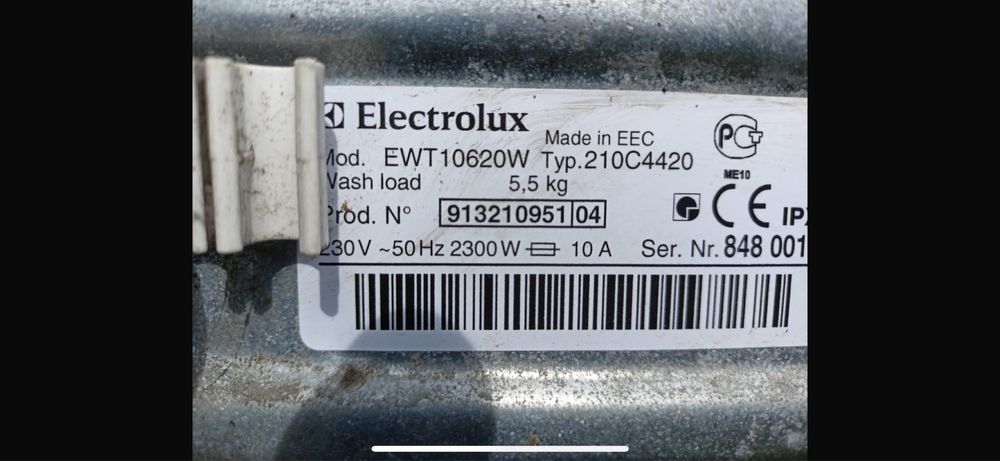 Electrolux
Made in EEC
Mod. EWT10620W Typ.210C4420
Wash load 5,5 kg
ME10
Prod. N° 913210951 04
CE IPX
230V ~50Hz 2300W 10 A Ser. Nr. 848 001